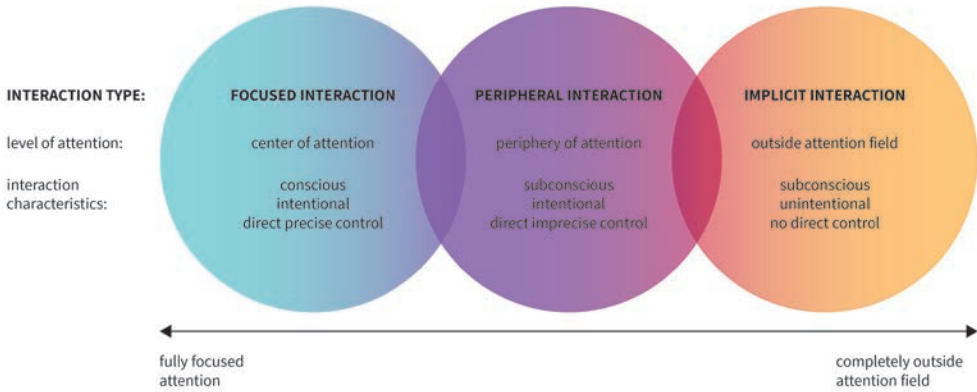 INTERACTION TYPE: FOCUSED INTERACTION PERIPHERAL INTERACTION IMPLICIT INTERACTION
level of attention: center of attention periphery of attention outside attention field
interaction conscious subconscious subconscious
characteristics: intentional intentional unintentional
direct precise control direct imprecise control no direct control
fully focused completely outside
attention attention field